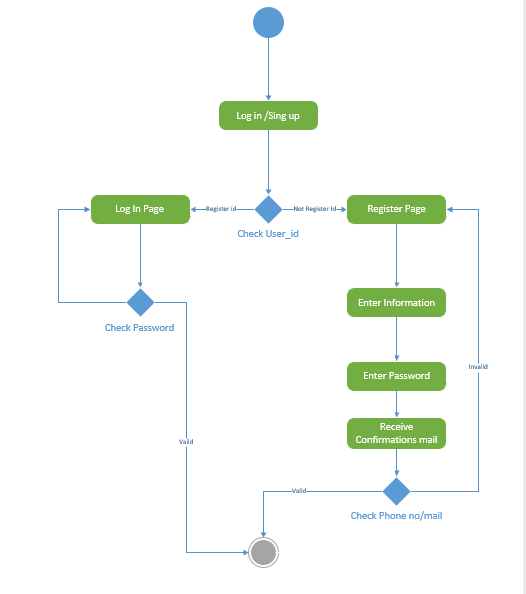 Log in /Sing up
Log In Page
Register id
Not Register Id
Register Page
Check User_id
Enter Information
Check Password
Invaild
Enter Password
Receive
Confirmations mail
Vaild
Vaild
Check Phone no/mail